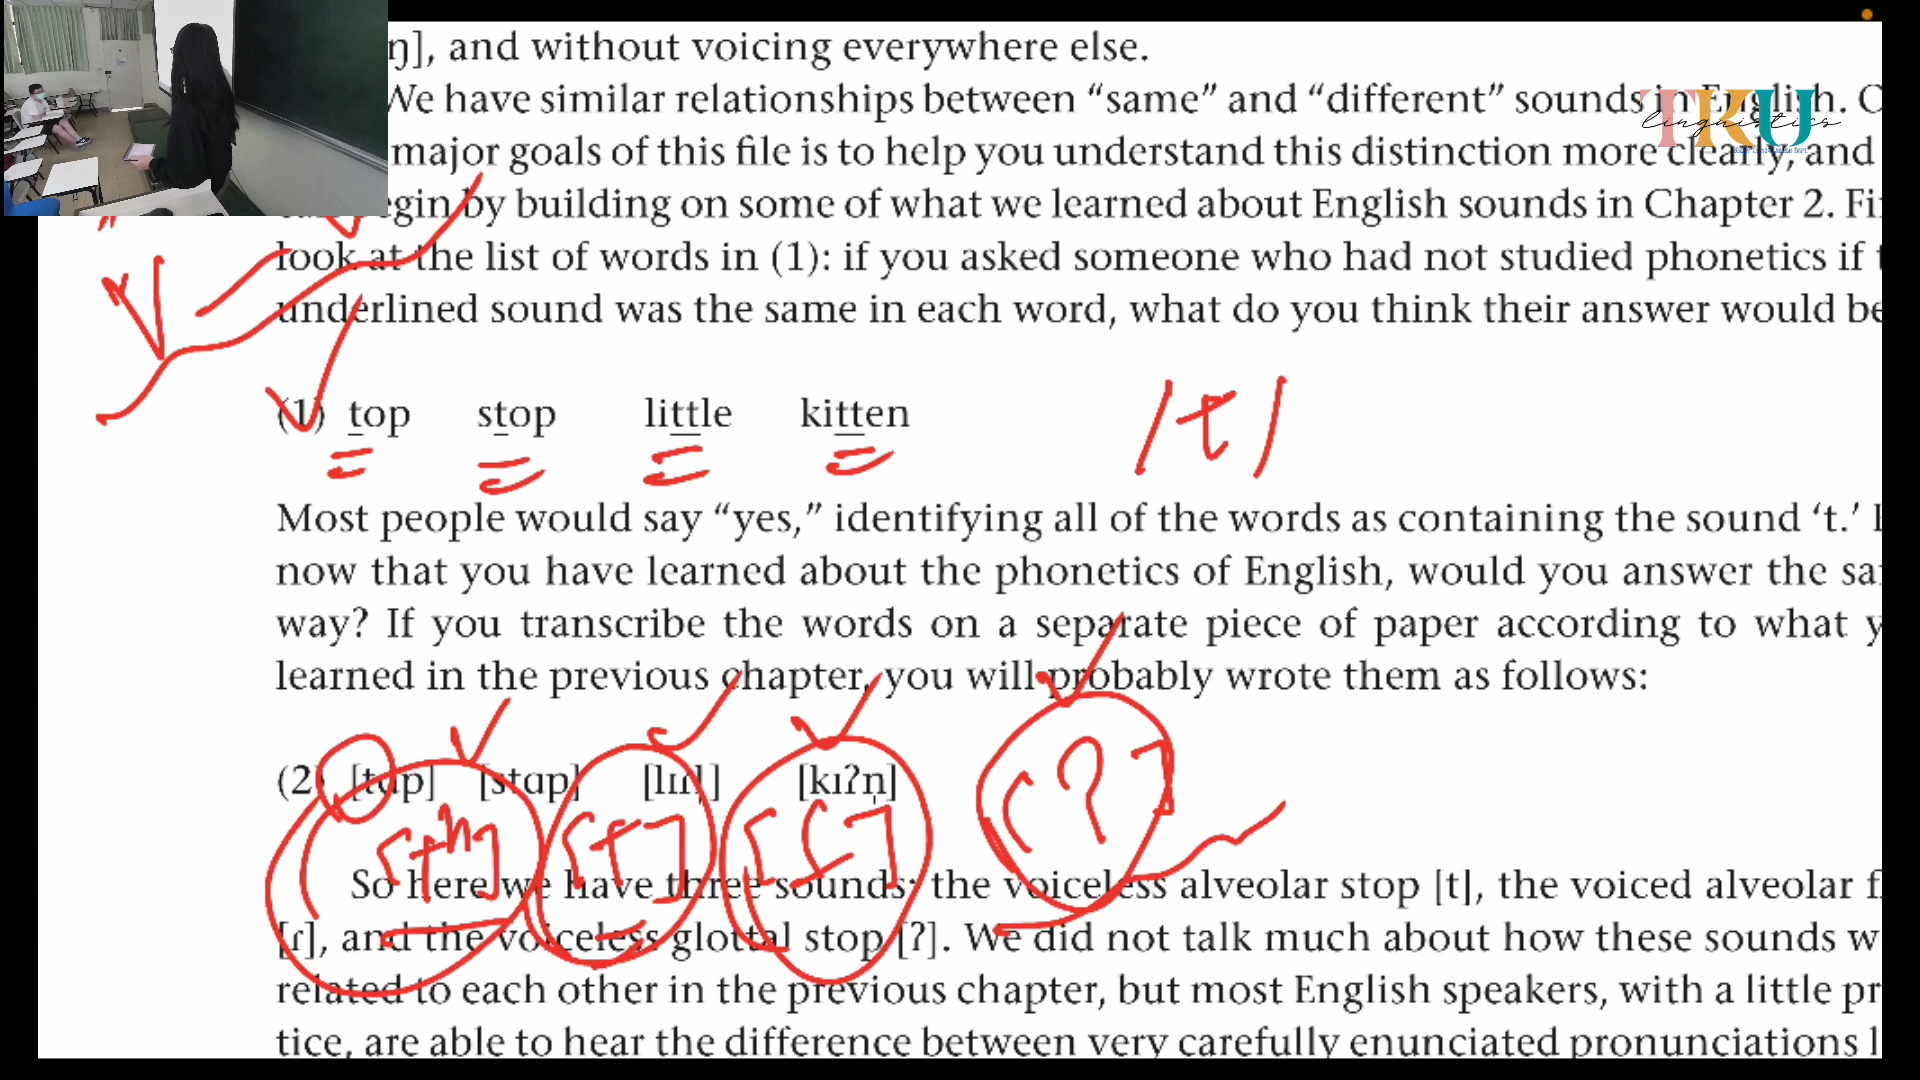 ŋ], and without voicing everywhere else.
We have similar relationships between “same” and “different” sounds in English.
major goals of this file is to help you understand this distinction more clearly, and
egin by building on some of what we learned about English sounds in Chapter 2.
look at the list of words in (1): if you asked someone who had not studied phonetics if
underlined sound was the same in each word, what do you think their answer would be
TKU
linguistics
(1) top stop little kitten /t/
Most people would say “yes,” identifying all of the words as containing the sound ‘t.’
now that you have learned about the phonetics of English, would you answer the sa
way? If you transcribe the words on a separate piece of paper according to what y
learned in the previous chapter, you will probably wrote them as follows:
(2) [tɑp] [stɑp] [lɪɾl̩] [kɪʔn̩] [ʔ]
[tʰ] [t] [ɾ]
So here we have three sounds: the voiceless alveolar stop [t], the voiced alveolar f
[ɾ], and the voiceless glottal stop [ʔ]. We did not talk much about how these sounds w
related to each other in the previous chapter, but most English speakers, with a little pr
tice, are able to hear the difference between very carefully enunciated pronunciations l